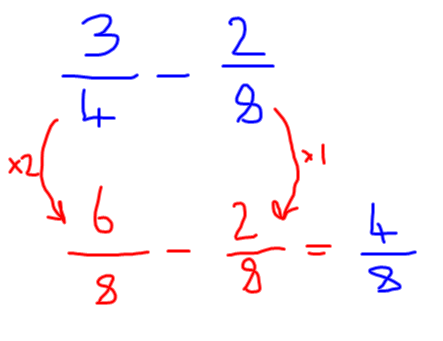 3/4 - 2/8
×2 ×1
6/8 - 2/8 = 4/8